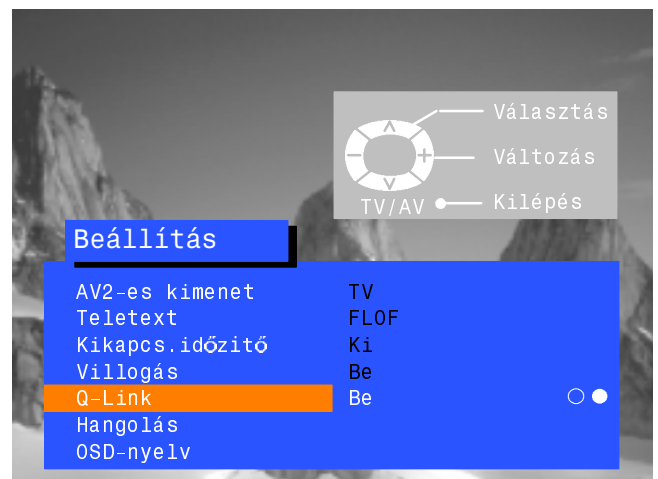 Választás
Változás
TV/AV Kilépés
Beállítás
AV2-es kimenet TV
Teletext FLOF
Kikapcs.időzitő Ki
Villogás Be
Q-Link Be
Hangolás
OSD-nyelv